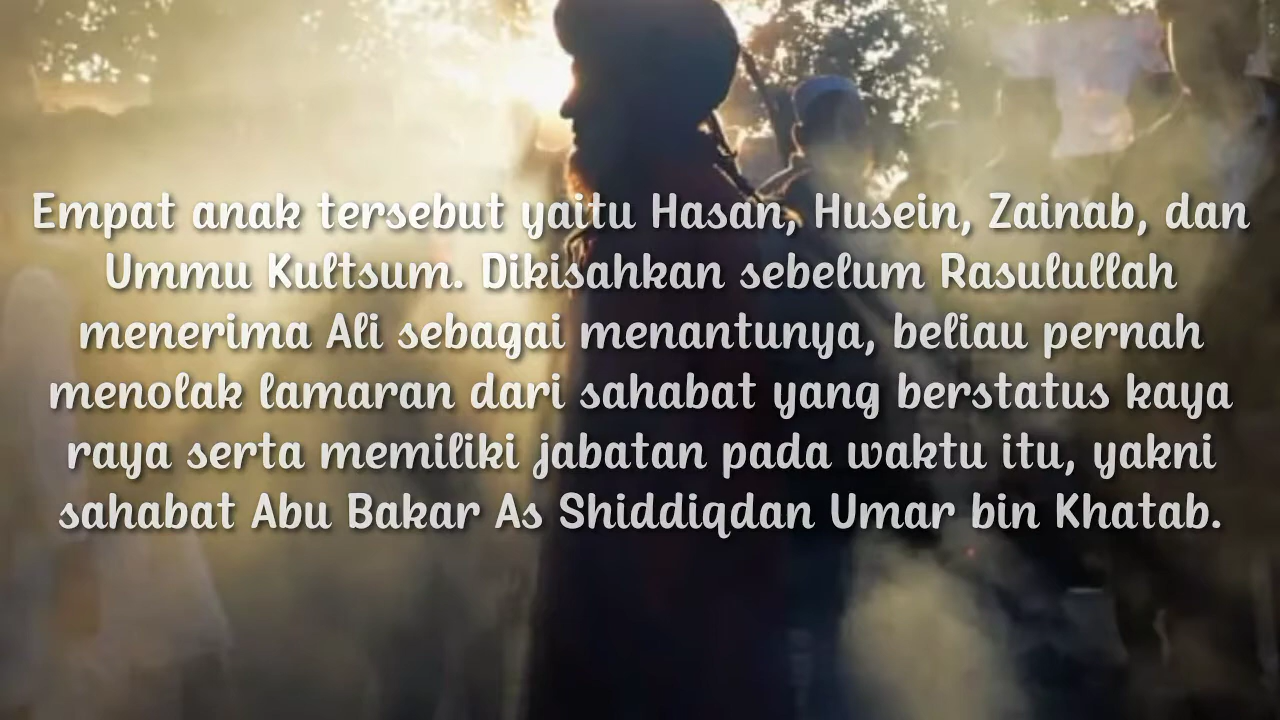 Empat anak tersebut yaitu Hasan, Husein, Zainab, dan
Ummu Kultsum. Dikisahkan sebelum Rasulullah
menerima Ali sebagai menantunya, beliau pernah
menolak lamaran dari sahabat yang berstatus kaya
raya serta memiliki jabatan pada waktu itu, yakni
sahabat Abu Bakar As Shiddiqdan Umar bin Khatab.